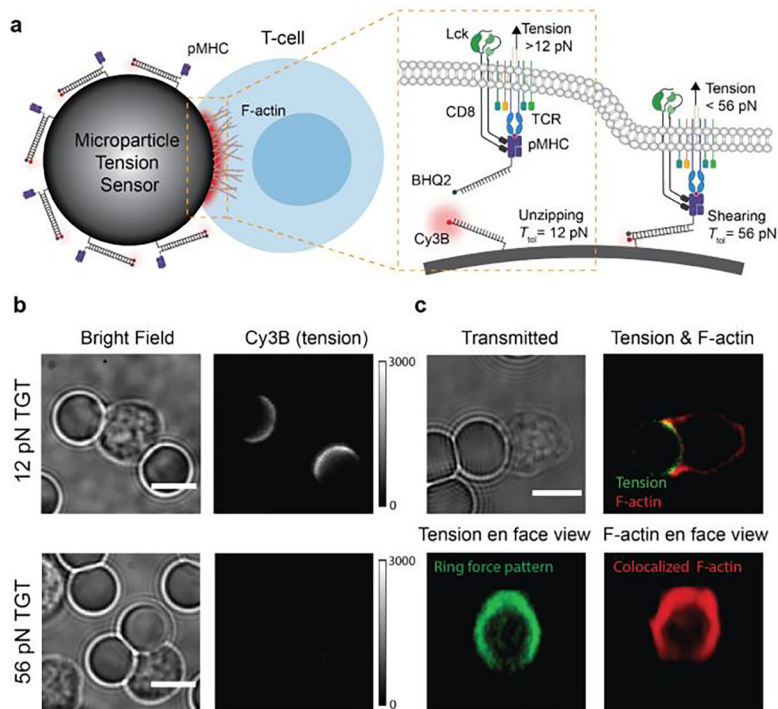 a
pMHC
T-cell
F-actin
Microparticle
Tension
Sensor
Lck
Tension
>12 pN
CD8
TCR
pMHC
BHQ2
Cy3B
Unzipping
Ttol = 12 pN
Tension
< 56 pN
Shearing
Ttol = 56 pN
b
Bright Field
Cy3B (tension)
12 pN TGT
3000
0
56 pN TGT
3000
0
c
Transmitted
Tension & F-actin
Tension
F-actin
Tension en face view
F-actin en face view
Ring force pattern
Colocalized F-actin